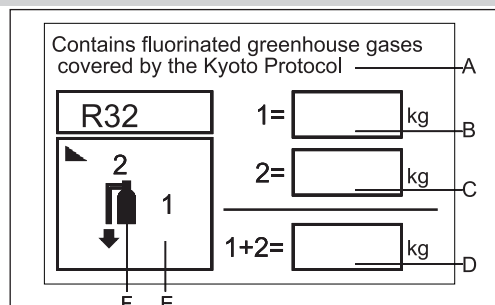 Contains fluorinated greenhouse gases
covered by the Kyoto Protocol
A
R32
1=
kg
B
2
1
2=
kg
C
1+2=
kg
D
F
E